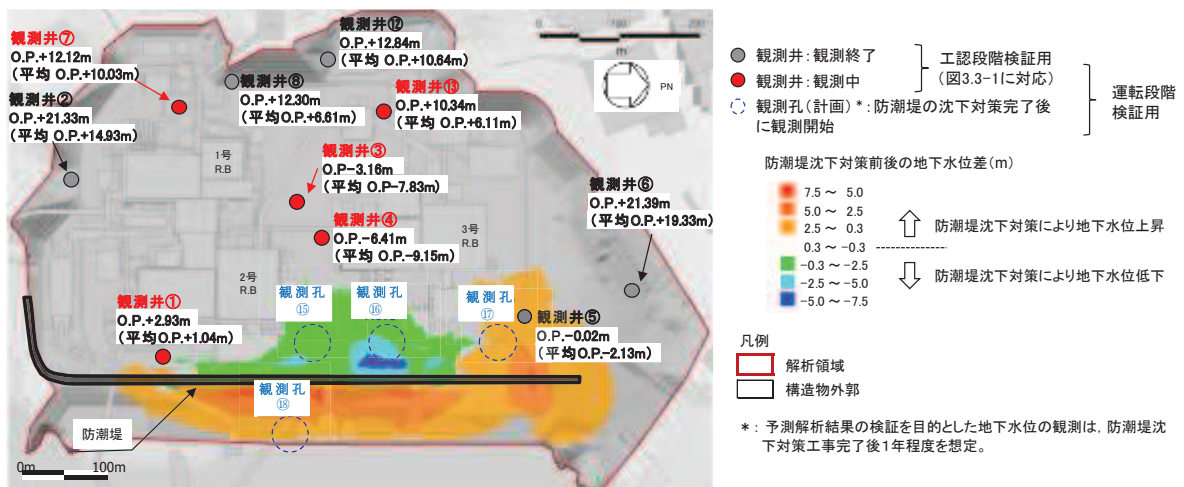 観測井⑦
O.P.+12.12m
(平均 O.P.+10.03m)
観測井②
O.P.+21.33m
(平均 O.P.+14.93m)
観測井⑫
O.P.+12.84m
(平均 O.P.+10.64m)
観測井⑧
O.P.+12.30m
(平均O.P.+6.61m)
O.P.+10.34m
(平均 O.P.+6.11m)
0 100 200
m
PN
1号
R.B
観測井③
O.P-3.16m
(平均 O.P-7.83m)
観測井④
O.P.-6.41m
(平均 O.P-9.15m)
3号
R.B
観測井⑥
O.P.+21.39m
(平均O.P.+19.33m)
2号
R.B
観測井①
O.P.+2.93m
(平均O.P.+1.04m)
観測孔
⑮
観測孔
⑯
観測孔
⑰
観測井⑤
O.P.-0.02m
(平均O.P.-2.13m)
観測孔
⑱
防潮堤
0m 100m
観測井:観測終了
観測井:観測中
工認段階検証用
(図3.3-1に対応)
観測孔(計画)*:防潮堤の沈下対策完了後
に観測開始
運転段階
検証用
防潮堤沈下対策前後の地下水位差(m)
7.5 ~ 5.0
5.0 ~ 2.5
2.5 ~ 0.3
0.3 ~ -0.3
-0.3 ~ -2.5
-2.5 ~ -5.0
-5.0 ~ -7.5
防潮堤沈下対策により地下水位上昇
防潮堤沈下対策により地下水位低下
凡例
解析領域
構造物外郭
*: 予測解析結果の検証を目的とした地下水位の観測は,防潮堤沈
下対策工事完了後1年程度を想定。